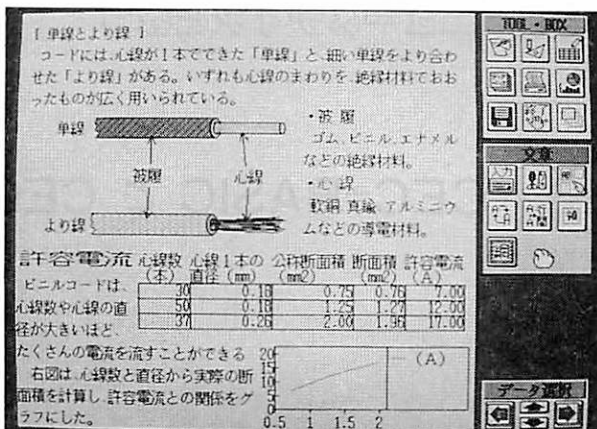 [ 単線とより線 ]
コードには、心線が1本でできた「単線」と、細い単線をより合わ
せた「より線」がある。いずれも心線のまわりを、絶縁材料でおお
ったものが広く用いられている。
単線
被履
心線
より線
・被 履
ゴム、ビニル、エナメル
などの絶縁材料。
・心 線
軟銅、真鍮、アルミニウ
ムなどの導電材料。
許容電流
心線数 心線1本の 公称断面積 断面積 許容電流
(本) 直径 (mm) (mm2) (mm2) (A)
30 0.18 0.75 0.76 7.00
50 0.18 1.25 1.27 12.00
37 0.26 2.00 1.96 17.00
ビニルコードは、
心線数や心線の直
径が大きいほど、
たくさんの電流を流すことができる
右図は、心線数と直径から実際の断
面積を計算し、許容電流との関係をグ
ラフにした。
(A)
20
15
10
5
0
0.5 1 1.5 2
TOOL・BOX
文章
入力
データ選択